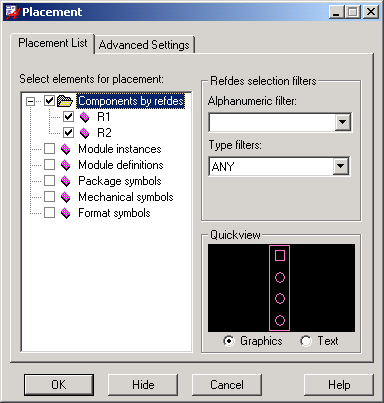 Placement
Placement List
Advanced Settings
Select elements for placement:
Components by refdes
R1
R2
Module instances
Module definitions
Package symbols
Mechanical symbols
Format symbols
Refdes selection filters
Alphanumeric filter:
Type filters:
ANY
Quickview
Graphics
Text
OK
Hide
Cancel
Help